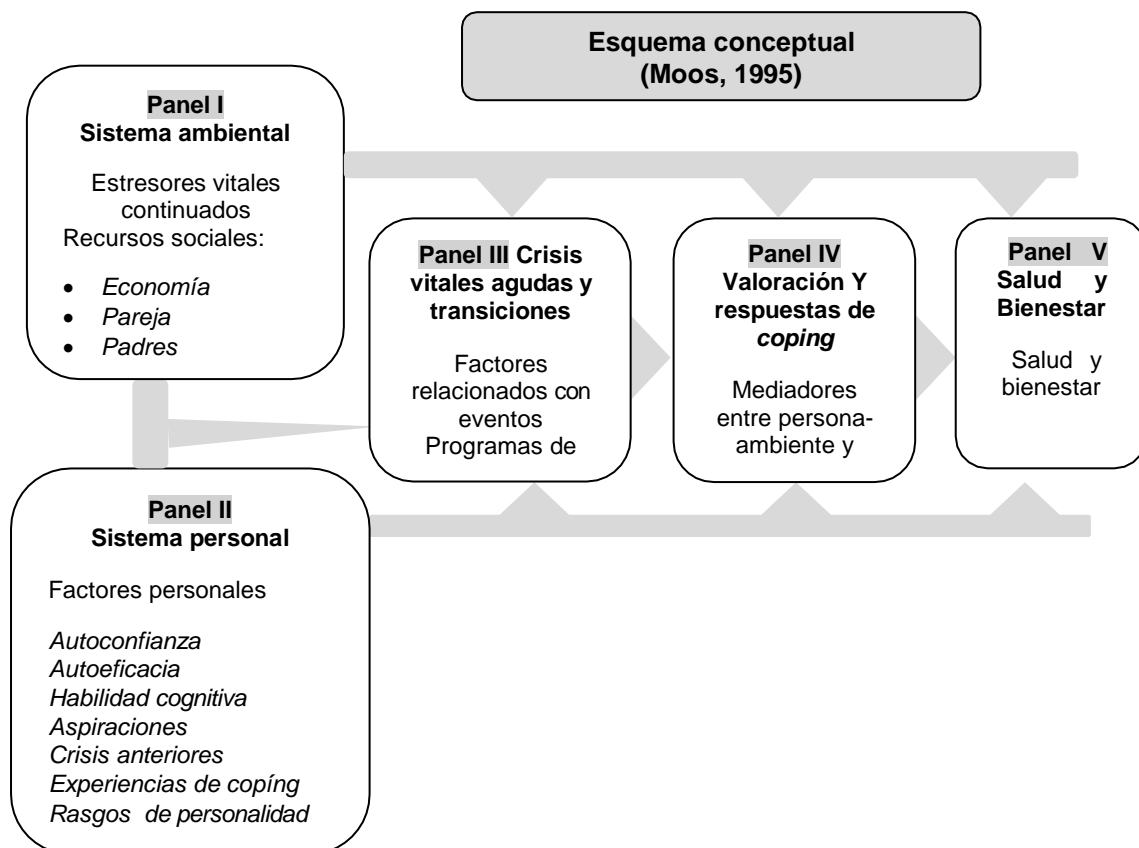 Esquema conceptual
(Moos, 1995)
Panel I
Sistema ambiental
Estresores vitales
continuados
Recursos sociales:
• Economía
• Pareja
• Padres
Panel II
Sistema personal
Factores personales
Autoconfianza
Autoeficacia
Habilidad cognitiva
Aspiraciones
Crisis anteriores
Experiencias de copíng
Rasgos de personalidad
Panel III Crisis
vitales agudas y
transiciones
Factores
relacionados con
eventos
Programas de
Panel IV
Valoración Y
respuestas de
coping
Mediadores
entre persona-
ambiente y
Panel V
Salud y
Bienestar
Salud y
bienestar